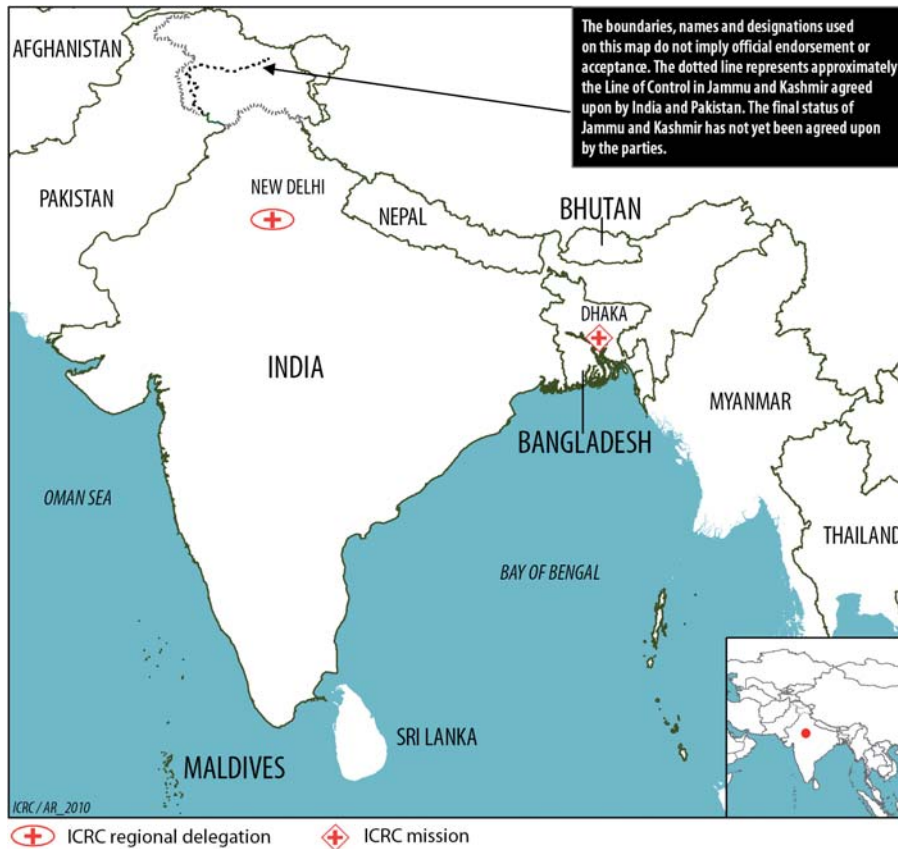 The boundaries, names and designations used
on this map do not imply official endorsement or
acceptance. The dotted line represents approximately
the Line of Control in Jammu and Kashmir agreed
upon by India and Pakistan. The final status of
Jammu and Kashmir has not yet been agreed upon
by the parties.
AFGHANISTAN
PAKISTAN
NEW DELHI
NEPAL
BHUTAN
DHAKA
INDIA
MYANMAR
BANGLADESH
OMAN SEA
THAILAND
BAY OF BENGAL
SRI LANKA
MALDIVES
ICRC / AR_2010
ICRC regional delegation
ICRC mission